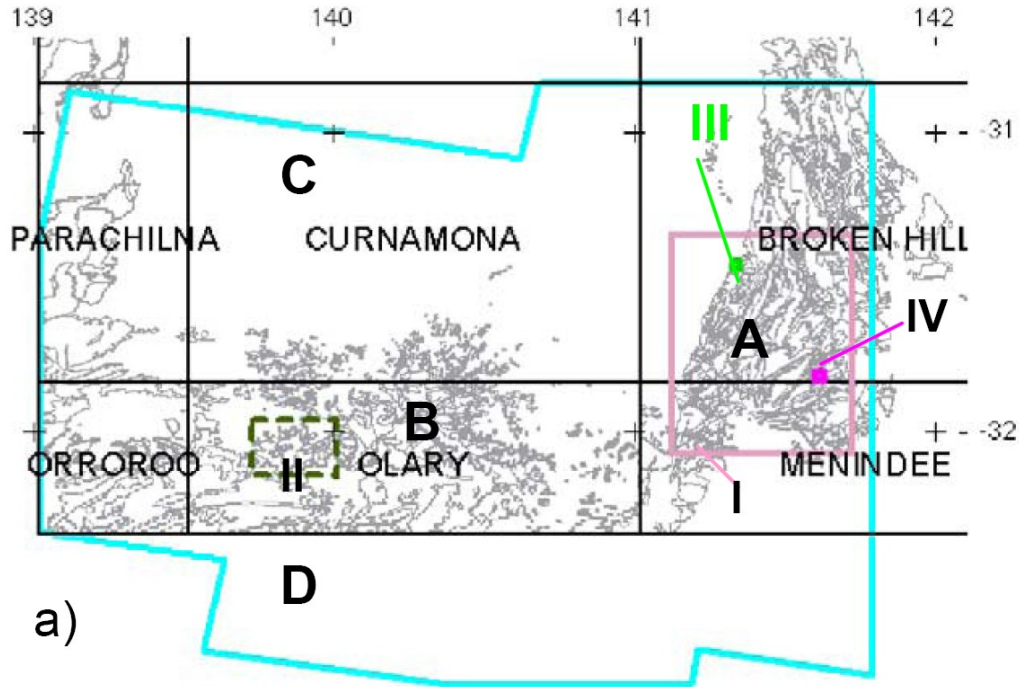 139 140 141 142
III
-31
C
PARACHILNA CURNAMONA BROKEN HILL
IV
A
B
-32
ORROROO OLARY MENINDEE
II
I
D
a)